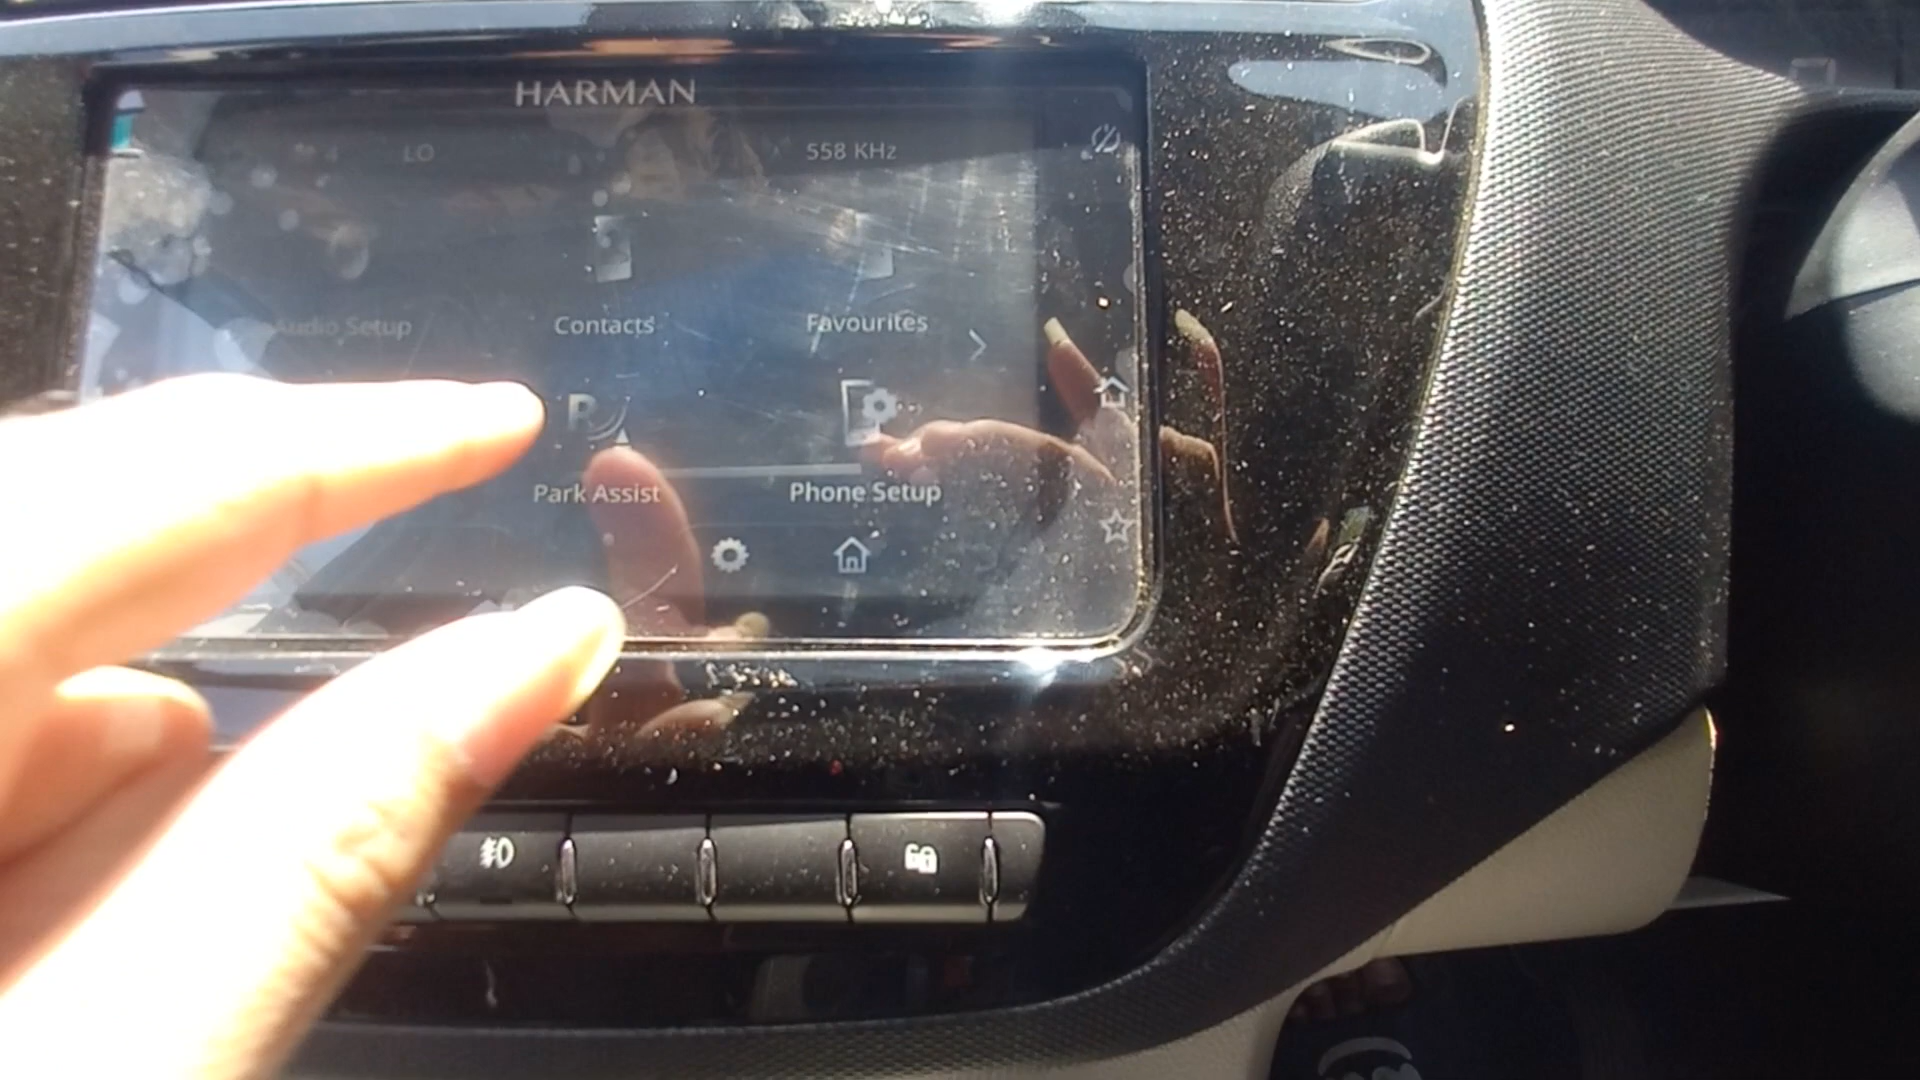 HARMAN
LO 558 KHz
Audio Setup Contacts Favourites
Park Assist Phone Setup